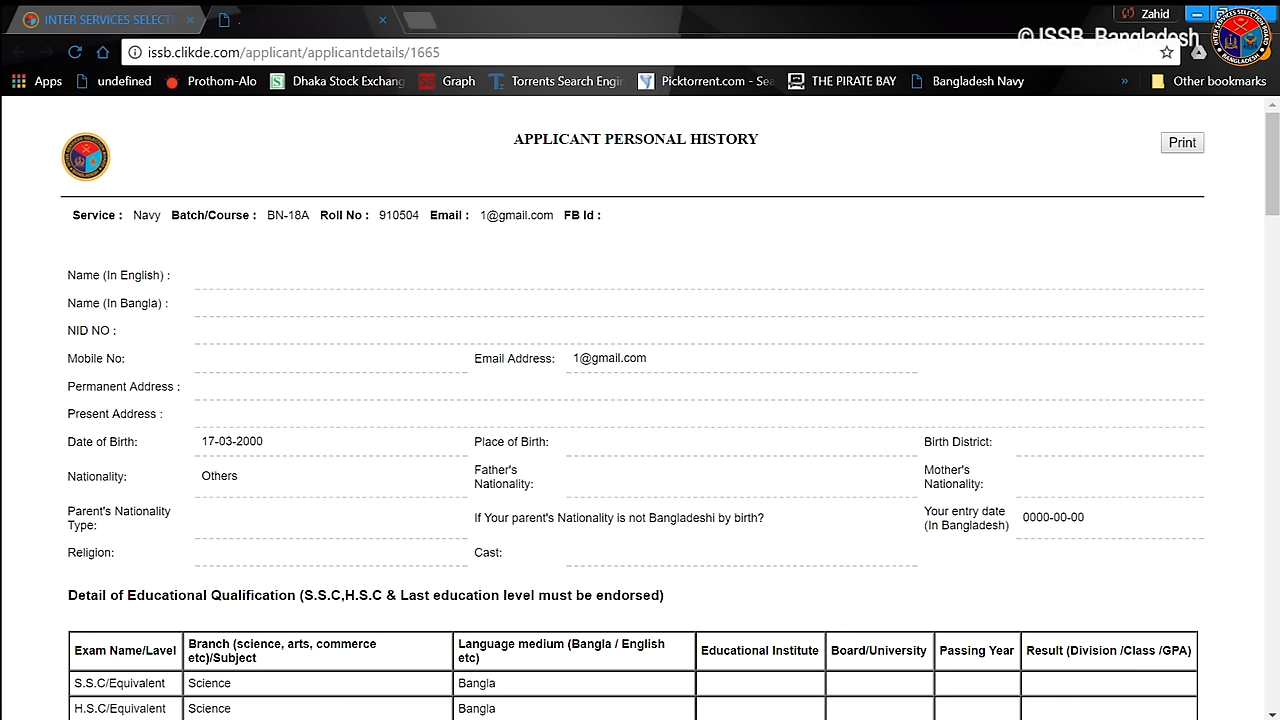 INTER SERVICES SELECT
.
Zahid
issb.clikde.com/applicant/applicantdetails/1665
© ISSB, Bangladesh
Apps undefined Prothom-Alo Dhaka Stock Exchang Graph Torrents Search Engin Picktorrent.com - Sea THE PIRATE BAY Bangladesh Navy » Other bookmarks
APPLICANT PERSONAL HISTORY
Print
Service : Navy Batch/Course : BN-18A Roll No : 910504 Email : 1@gmail.com FB Id :
Name (In English) :
Name (In Bangla) :
NID NO :
Mobile No: Email Address: 1@gmail.com
Permanent Address :
Present Address :
Date of Birth: 17-03-2000 Place of Birth: Birth District:
Nationality: Others Father's Nationality: Mother's Nationality:
Parent's Nationality Type: If Your parent's Nationality is not Bangladeshi by birth? Your entry date (In Bangladesh) 0000-00-00
Religion: Cast:
Detail of Educational Qualification (S.S.C,H.S.C & Last education level must be endorsed)
Exam Name/Level Branch (science, arts, commerce etc)/Subject Language medium (Bangla / English etc) Educational Institute Board/University Passing Year Result (Division /Class /GPA)
S.S.C/Equivalent Science Bangla
H.S.C/Equivalent Science Bangla